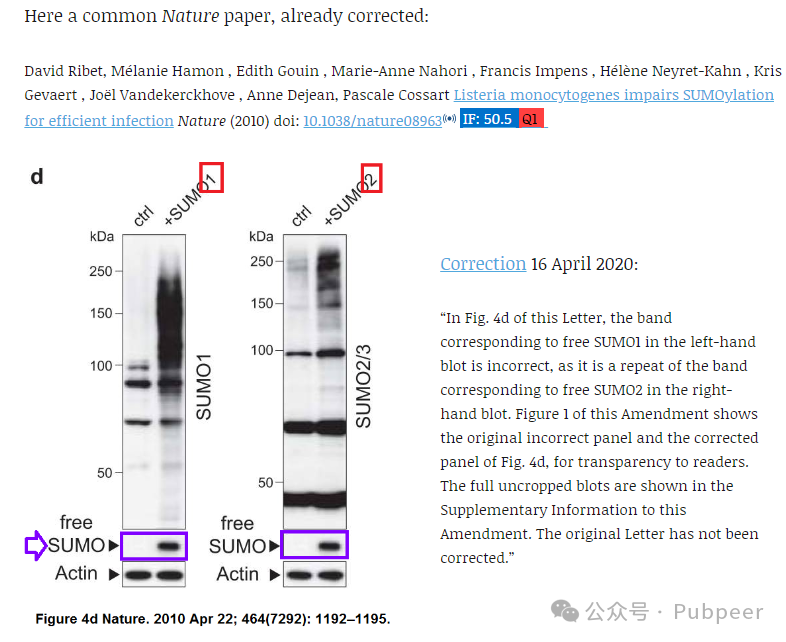 Here a common Nature paper, already corrected:
David Ribet, Mélanie Hamon , Edith Gouin , Marie-Anne Nahori , Francis Impens , Hélène Neyret-Kahn , Kris
Gevaert , Joël Vandekerckhove , Anne Dejean, Pascale Cossart Listeria monocytogenes impairs SUMOylation
for efficient infection Nature (2010) doi: 10.1038/nature08963 IF: 50.5 Q1
d
ctrl
+SUMO1
kDa
250
150
100
50
SUMO1
free
SUMO
Actin
ctrl
+SUMO2
kDa
250
150
100
50
SUMO2/3
free
SUMO
Actin
Correction 16 April 2020:
“In Fig. 4d of this Letter, the band
corresponding to free SUMO1 in the left-hand
blot is incorrect, as it is a repeat of the band
corresponding to free SUMO2 in the right-
hand blot. Figure 1 of this Amendment shows
the original incorrect panel and the corrected
panel of Fig. 4d, for transparency to readers.
The full uncropped blots are shown in the
Supplementary Information to this
Amendment. The original Letter has not been
corrected.”
Figure 4d Nature. 2010 Apr 22; 464(7292): 1192–1195.
公众号 · Pubpeer